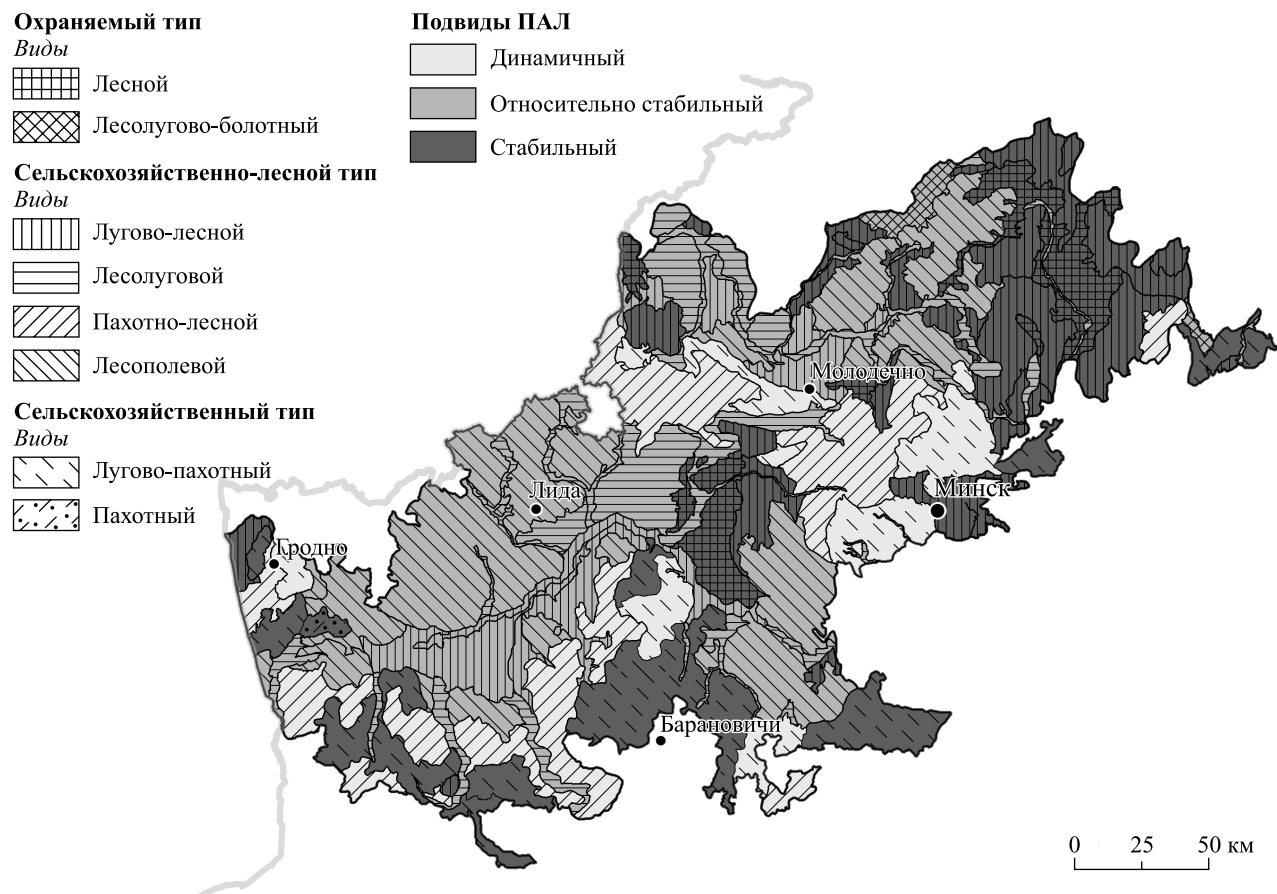 Охраняемый тип
Виды
Лесной
Лесолугово-болотный
Сельскохозяйственно-лесной тип
Виды
Лугово-лесной
Лесолуговой
Пахотно-лесной
Лесополевой
Сельскохозяйственный тип
Виды
Лугово-пахотный
Пахотный
Подвиды ПАЛ
Динамичный
Относительно стабильный
Стабильный
Молодечно
Лида
Минск
Гродно
Барановичи
0 25 50 км